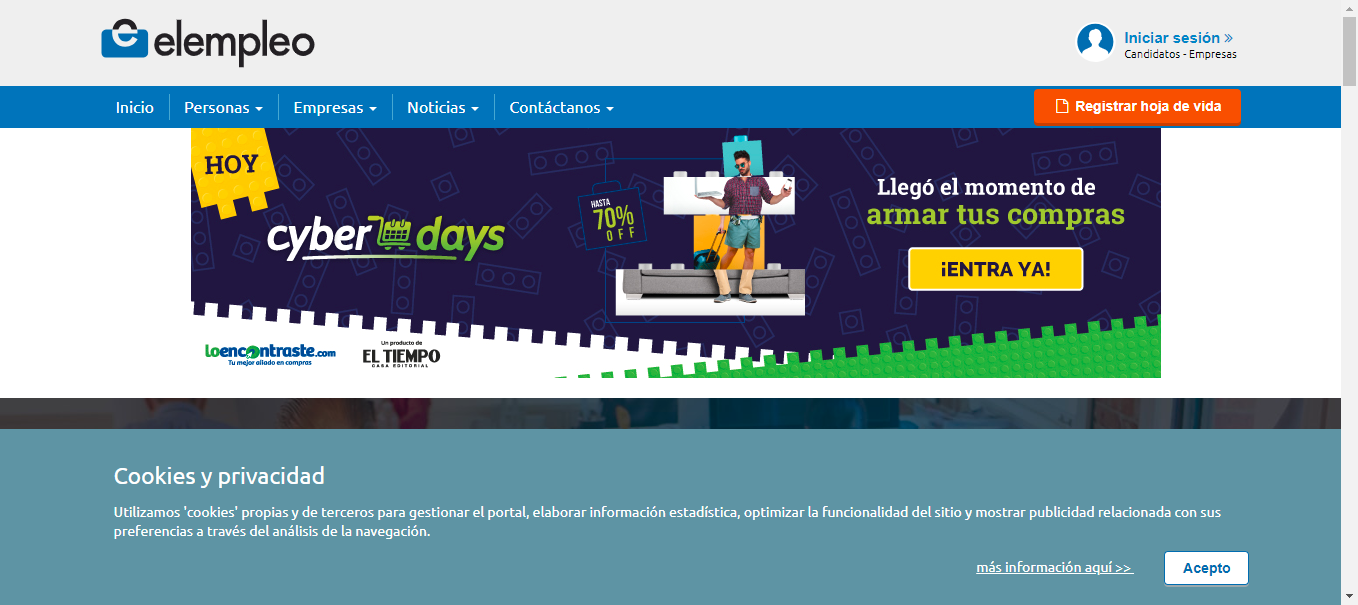 elempleo
Iniciar sesión »
Candidatos - Empresas
Inicio
Personas
Empresas
Noticias
Contáctanos
Registrar hoja de vida
HOY
cyber days
HASTA
70%
OFF
Llegó el momento de
armar tus compras
¡ENTRA YA!
loencontraste.com
Tu mejor aliado en compras
Un producto de
EL TIEMPO
CASA EDITORIAL
Cookies y privacidad
Utilizamos 'cookies' propias y de terceros para gestionar el portal, elaborar información estadística, optimizar la funcionalidad del sitio y mostrar publicidad relacionada con sus
preferencias a través del análisis de la navegación.
más información aquí >>
Acepto